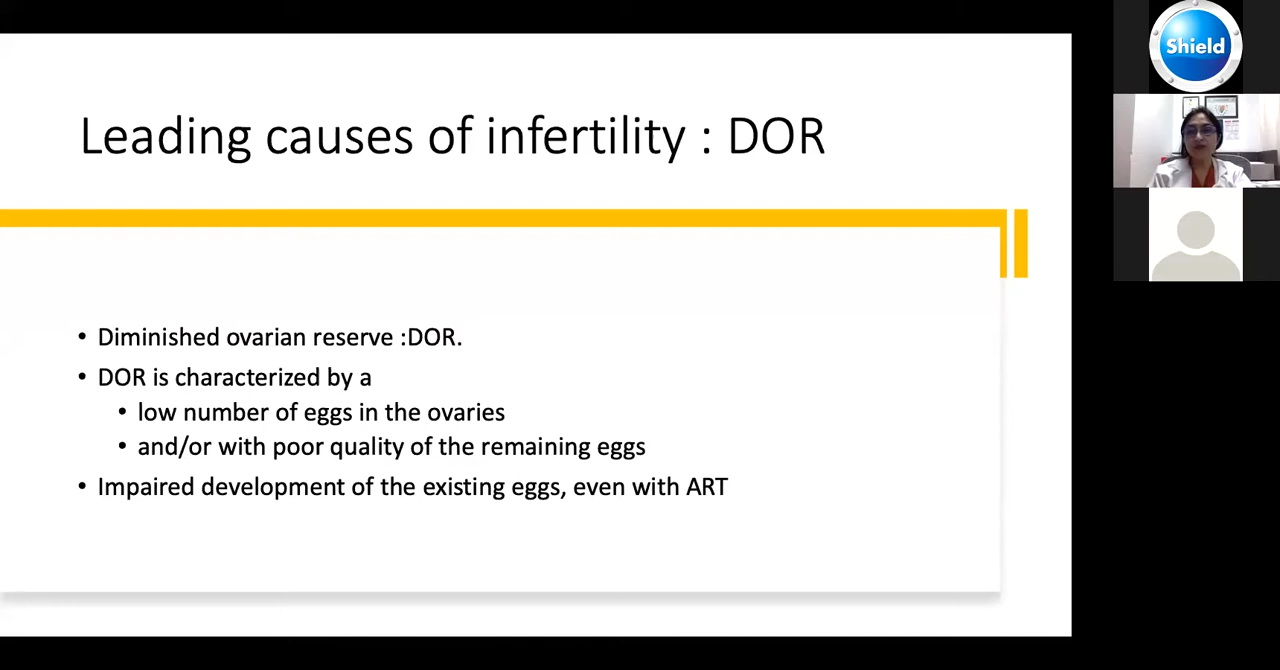 Leading causes of infertility : DOR
• Diminished ovarian reserve :DOR.
• DOR is characterized by a
• low number of eggs in the ovaries
• and/or with poor quality of the remaining eggs
• Impaired development of the existing eggs, even with ART
Shield